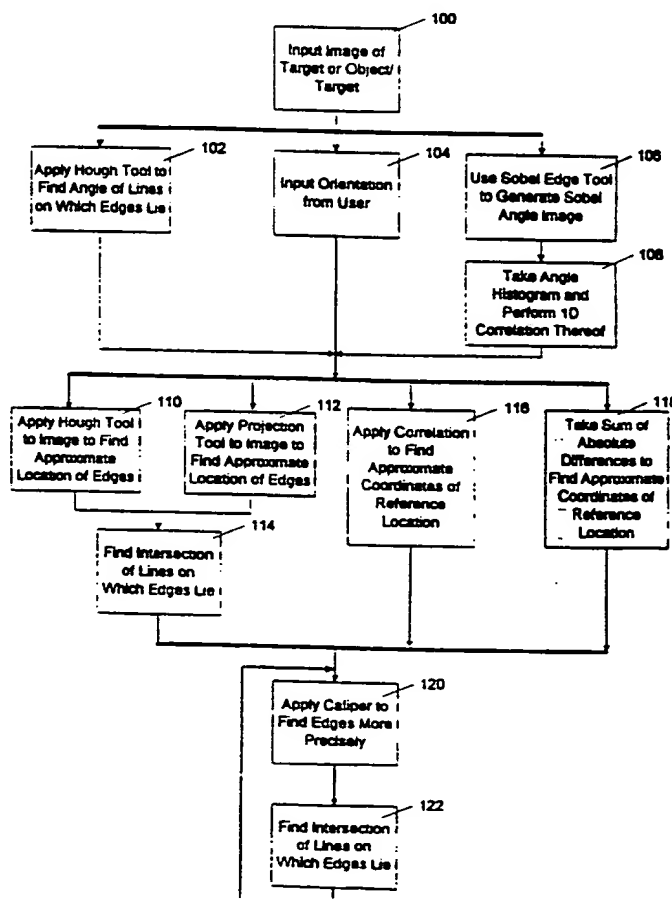 100
Input Image of
Target or Object/
Target
102
Apply Hough Tool to
Find Angle of Lines
on Which Edges Lie
104
Input Orientation
from User
106
Use Sobel Edge Tool
to Generate Sobel
Angle Image
108
Take Angle
Histogram and
Perform 1D
Correlation Thereof
110
Apply Hough Tool
to Image to Find
Approximate
Location of Edges
112
Apply Projection
Tool to Image to
Find Approximate
Location of Edges
116
Apply Correlation
to Find
Approximate
Coordinates of
Reference
Location
118
Take Sum of
Absolute
Differences to
Find Approximate
Coordinates of
Reference
Location
114
Find Intersection
of Lines on
Which Edges Lie
120
Apply Caliper to
Find Edges More
Precisely
122
Find Intersection
of Lines on
Which Edges Lie